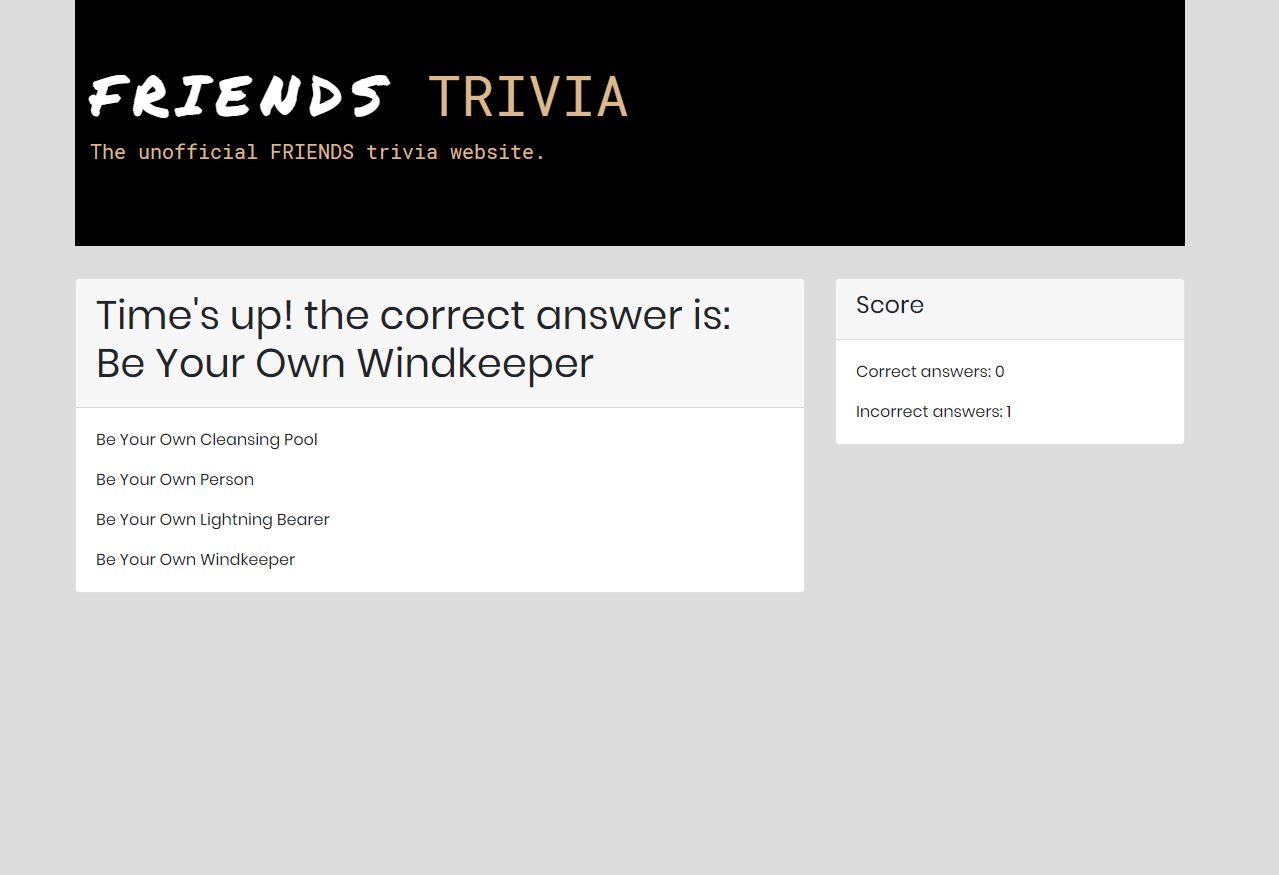 FRIENDS TRIVIA
The unofficial FRIENDS trivia website.
Time's up! the correct answer is:
Be Your Own Windkeeper
Be Your Own Cleansing Pool
Be Your Own Person
Be Your Own Lightning Bearer
Be Your Own Windkeeper
Score
Correct answers: 0
Incorrect answers: 1